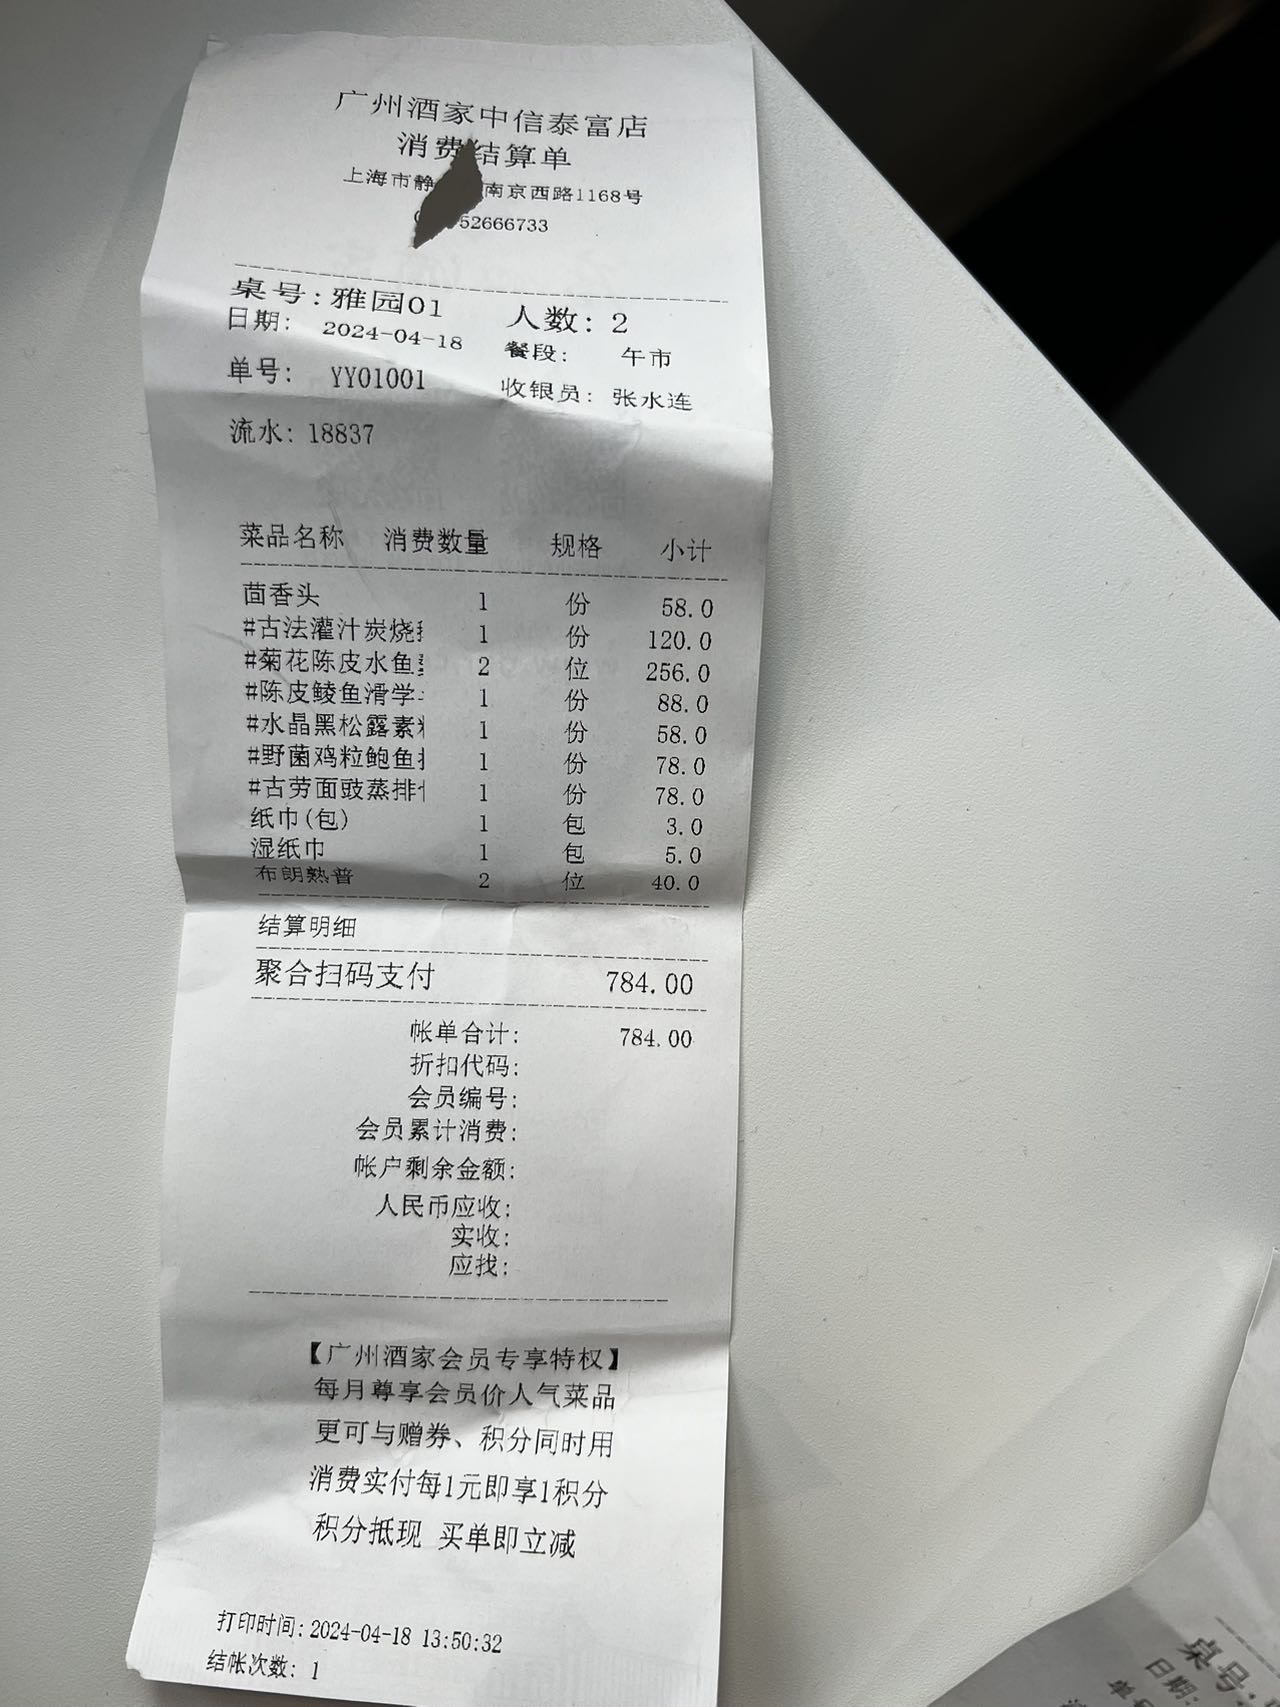 广州酒家中信泰富店
消费结算单
上海市静 南京西路1168号
52666733
桌号:雅园01 人数: 2
日期: 2024-04-18 餐段: 午市
单号: YY01001 收银员: 张水连
流水: 18837
菜品名称 消费数量 规格 小计
茴香头 1 份 58.0
#古法灌汁炭烧 1 份 120.0
#菊花陈皮水鱼 2 位 256.0
#陈皮鲮鱼滑学 1 份 88.0
#水晶黑松露素 1 份 58.0
#野菌鸡粒鲍鱼 1 份 78.0
#古劳面豉蒸排 1 份 78.0
纸巾(包) 1 包 3.0
湿纸巾 1 包 5.0
布朗熟普 2 位 40.0
结算明细
聚合扫码支付 784.00
帐单合计: 784.00
折扣代码:
会员编号:
会员累计消费:
帐户剩余金额:
人民币应收:
实收:
应找:
【广州酒家会员专享特权】
每月尊享会员价人气菜品
更可与赠券、积分同时用
消费实付每1元即享1积分
积分抵现 买单即立减
打印时间: 2024-04-18 13:50:32
结帐次数: 1
桌号:
日期